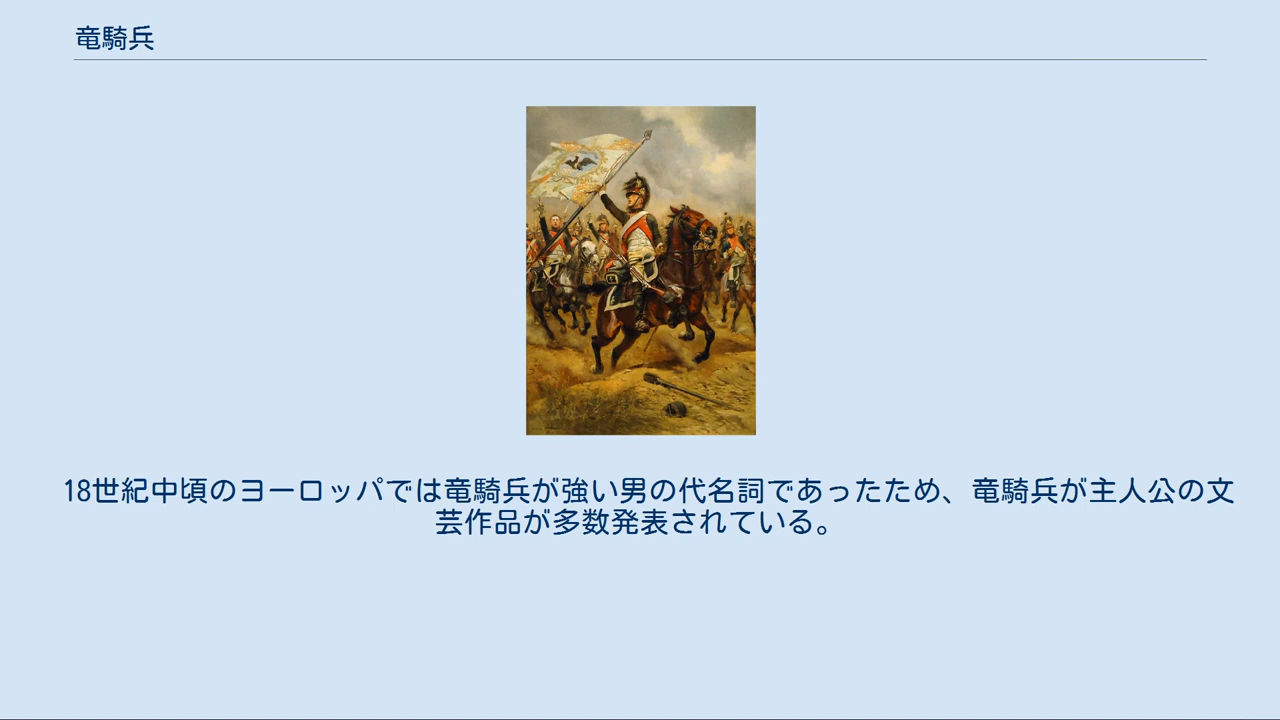 竜騎兵
18世紀中頃のヨーロッパでは竜騎兵が強い男の代名詞であったため、竜騎兵が主人公の文
芸作品が多数発表されている。